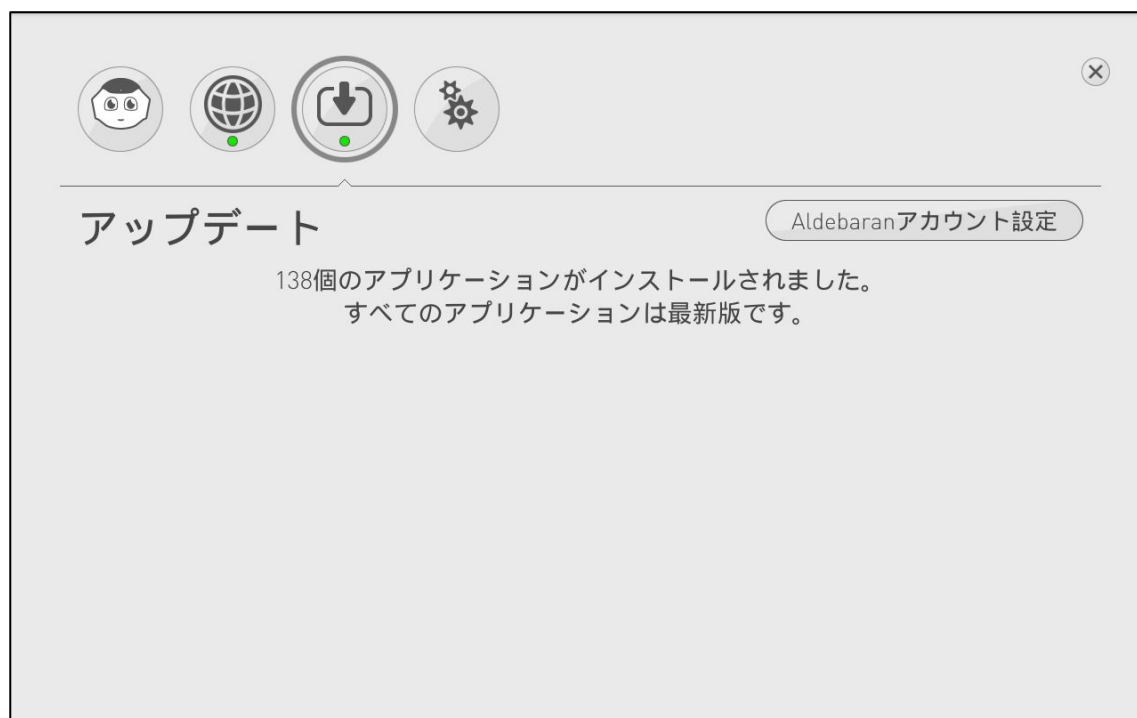 アップデート
Aldebaranアカウント設定
138個のアプリケーションがインストールされました。
すべてのアプリケーションは最新版です。